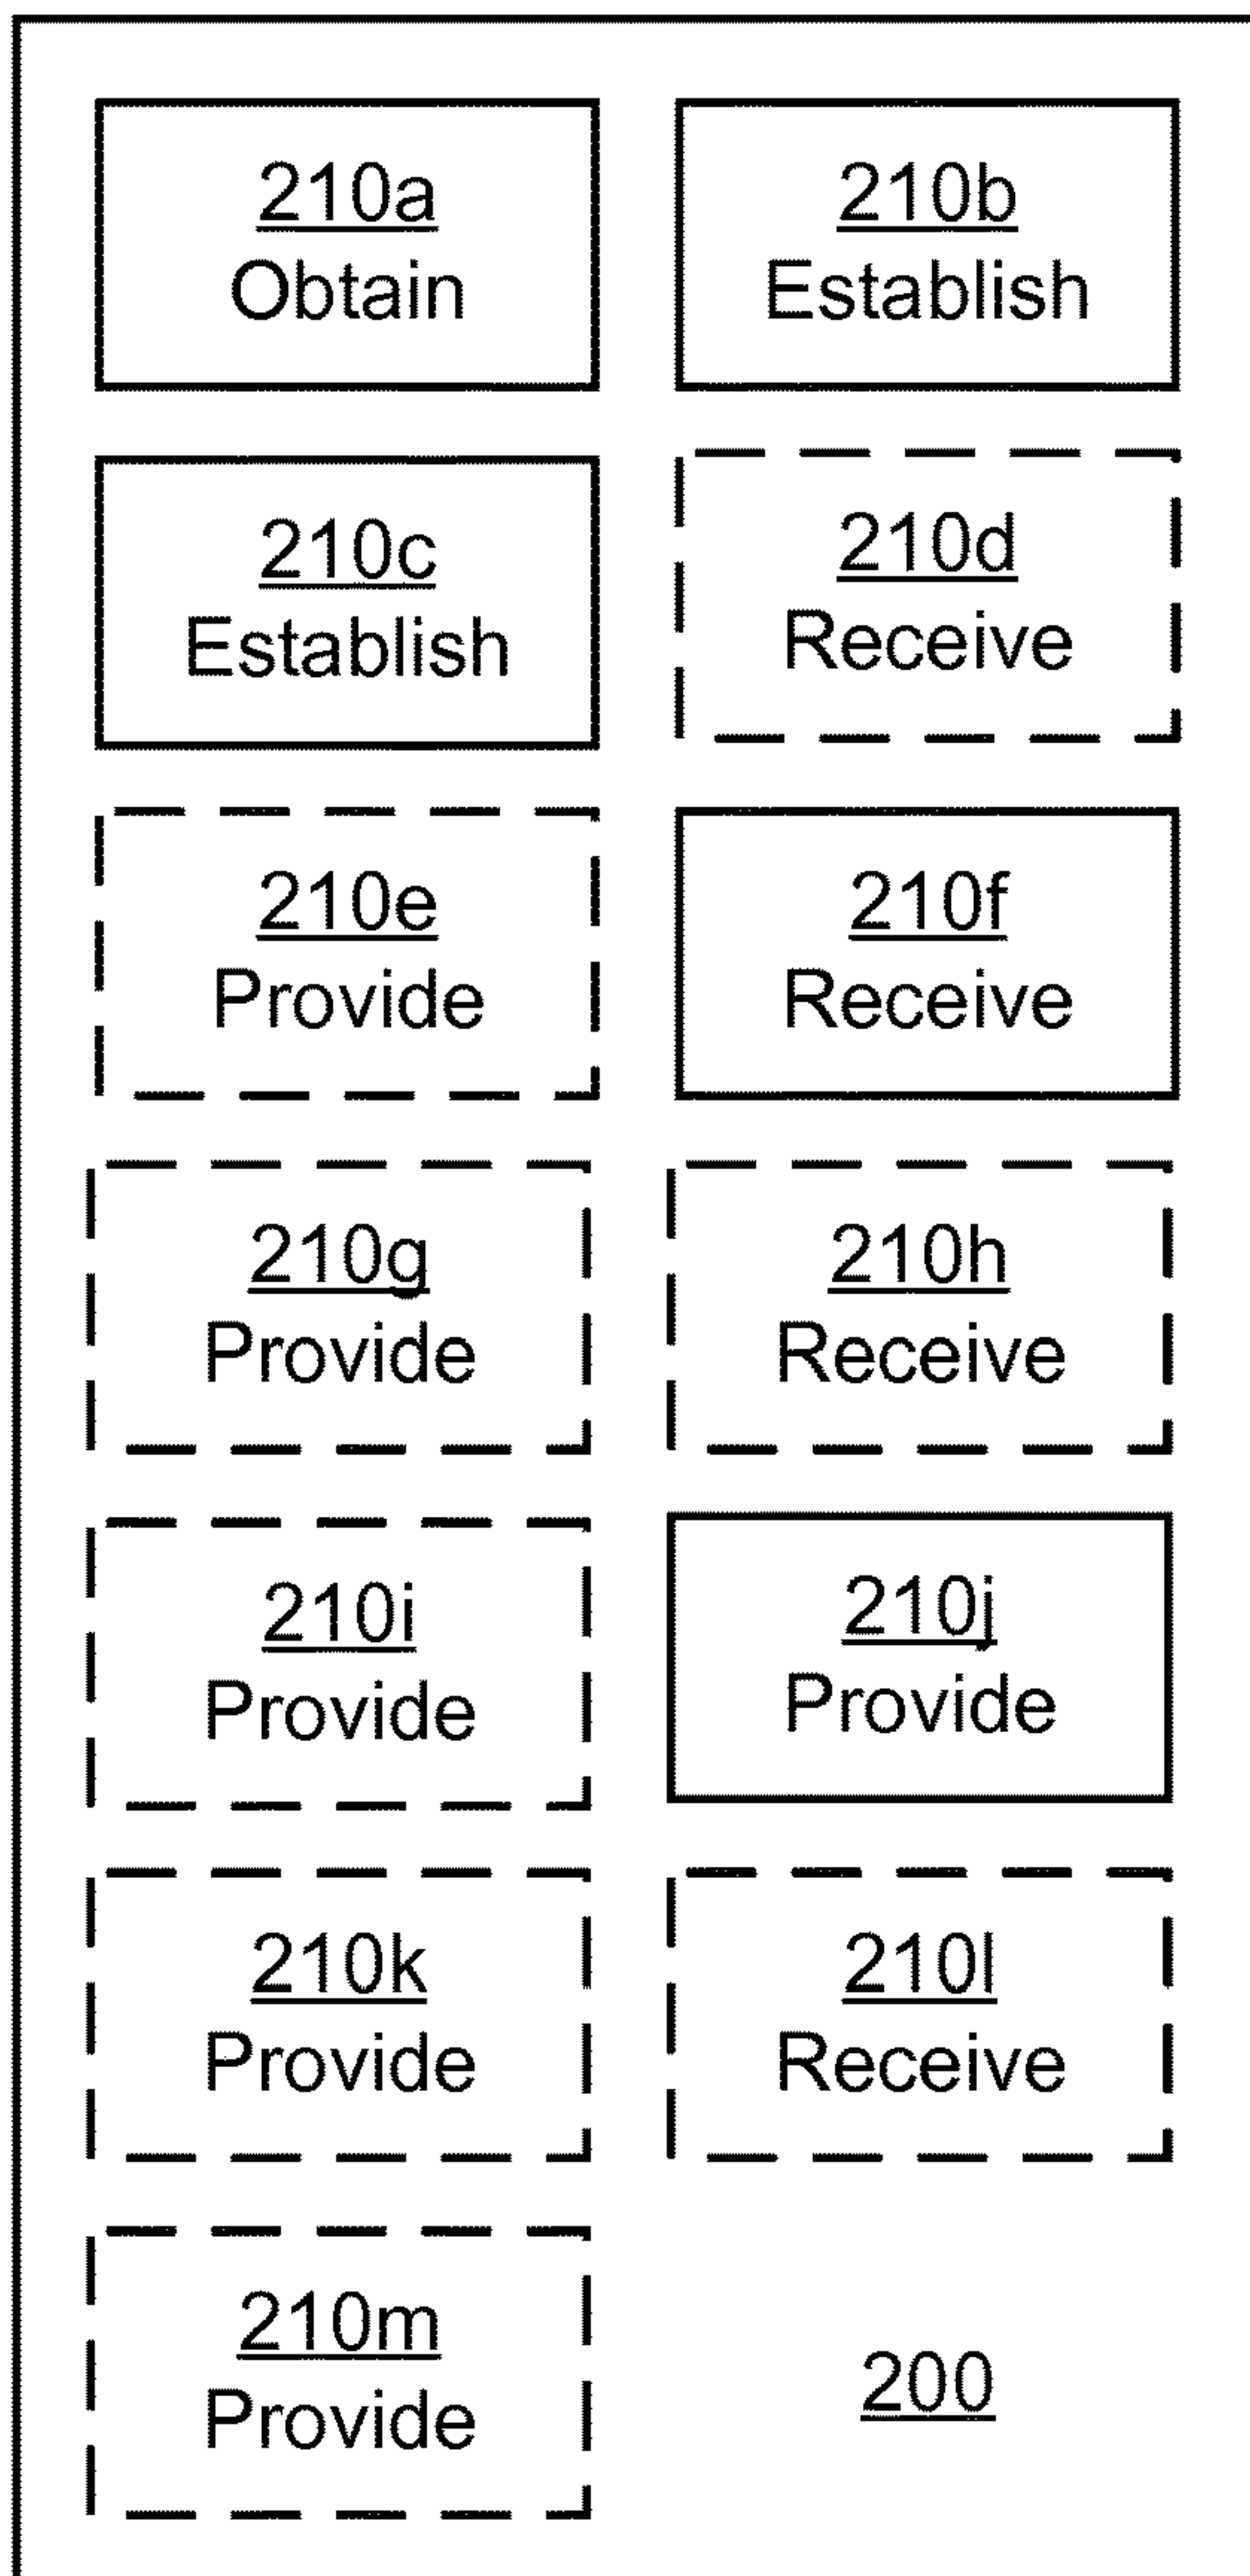 210a
Obtain
210b
Establish
210c
Establish
210d
Receive
210e
Provide
210f
Receive
210g
Provide
210h
Receive
210i
Provide
210j
Provide
210k
Provide
210l
Receive
210m
Provide
200